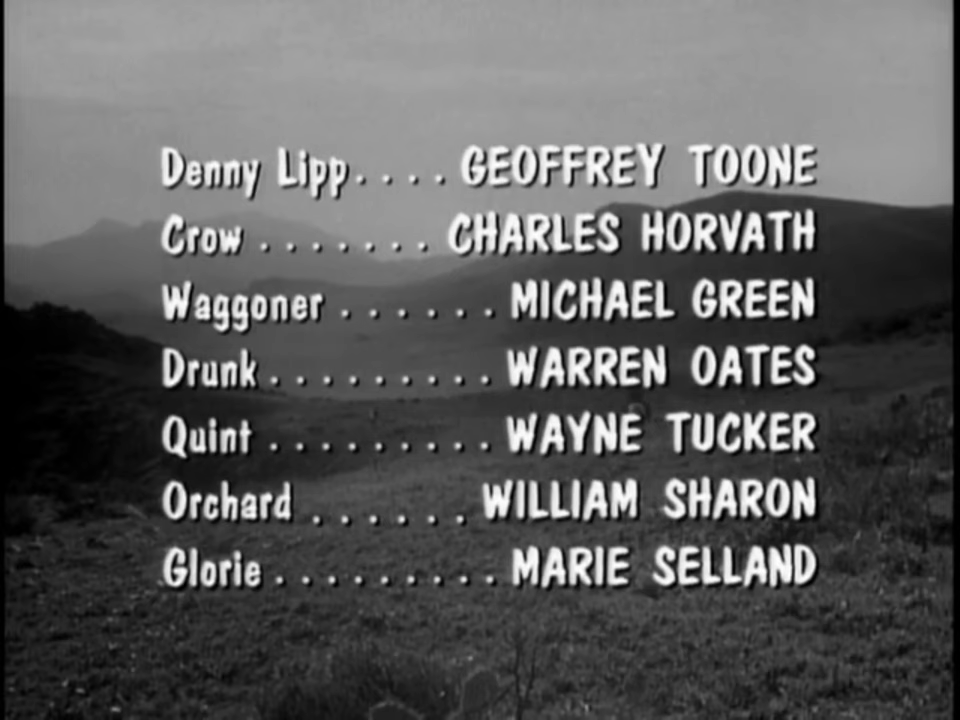 Denny Lipp.... GEOFFREY TOONE
Crow ....... CHARLES HORVATH
Waggoner ...... MICHAEL GREEN
Drunk......... WARREN OATES
Quint ......... WAYNE TUCKER
Orchard ...... WILLIAM SHARON
Glorie ......... MARIE SELLAND